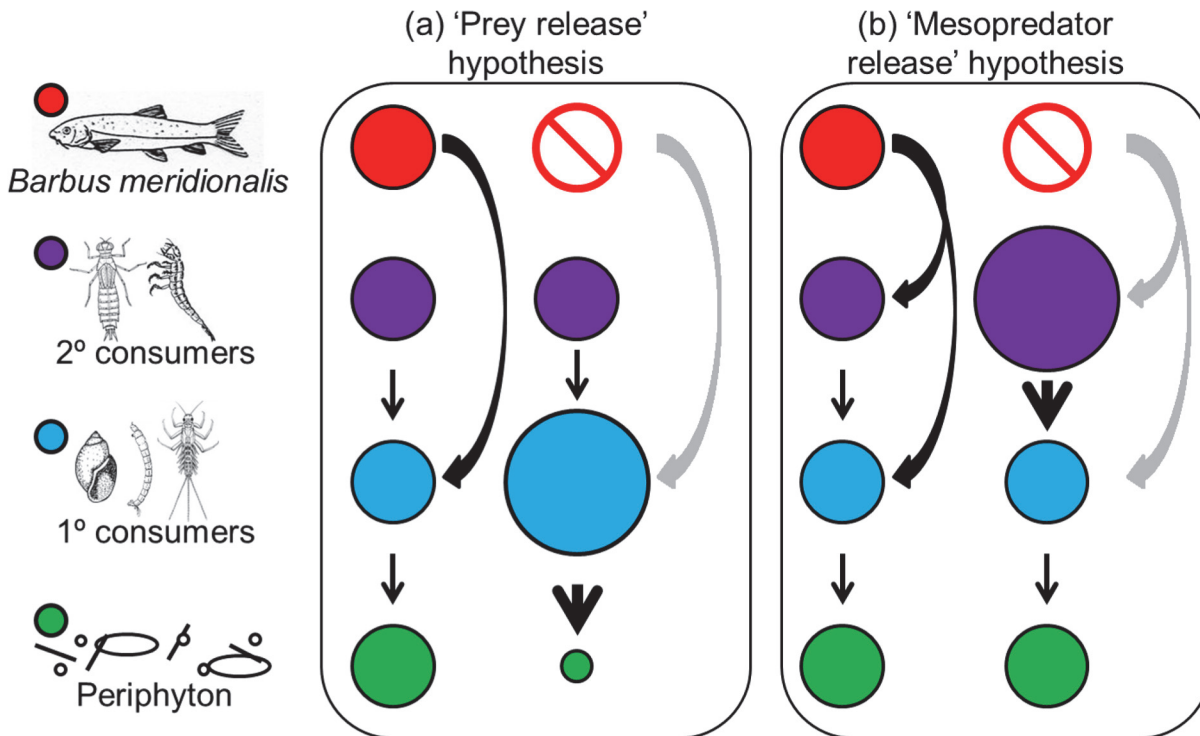 (a) ‘Prey release’
hypothesis
(b) ‘Mesopredator
release’ hypothesis
Barbus meridionalis
2º consumers
1º consumers
Periphyton